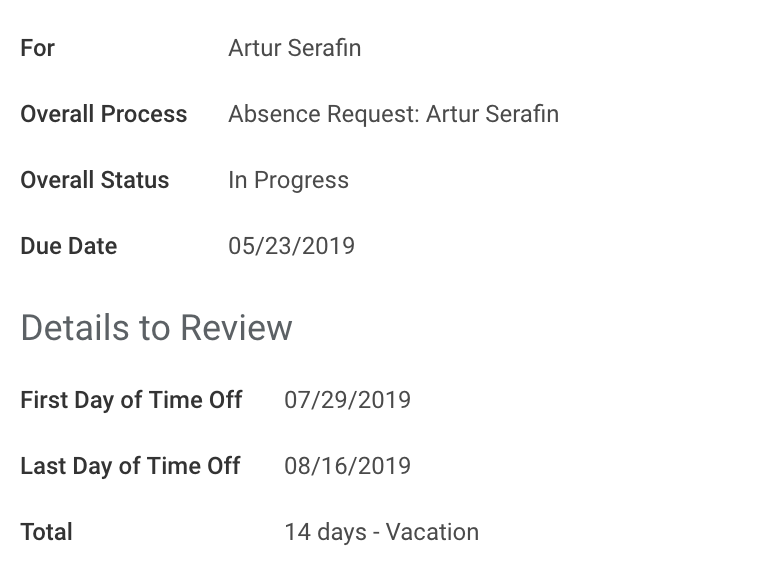 For Artur Serafin
Overall Process Absence Request: Artur Serafin
Overall Status In Progress
Due Date 05/23/2019
Details to Review
First Day of Time Off 07/29/2019
Last Day of Time Off 08/16/2019
Total 14 days - Vacation